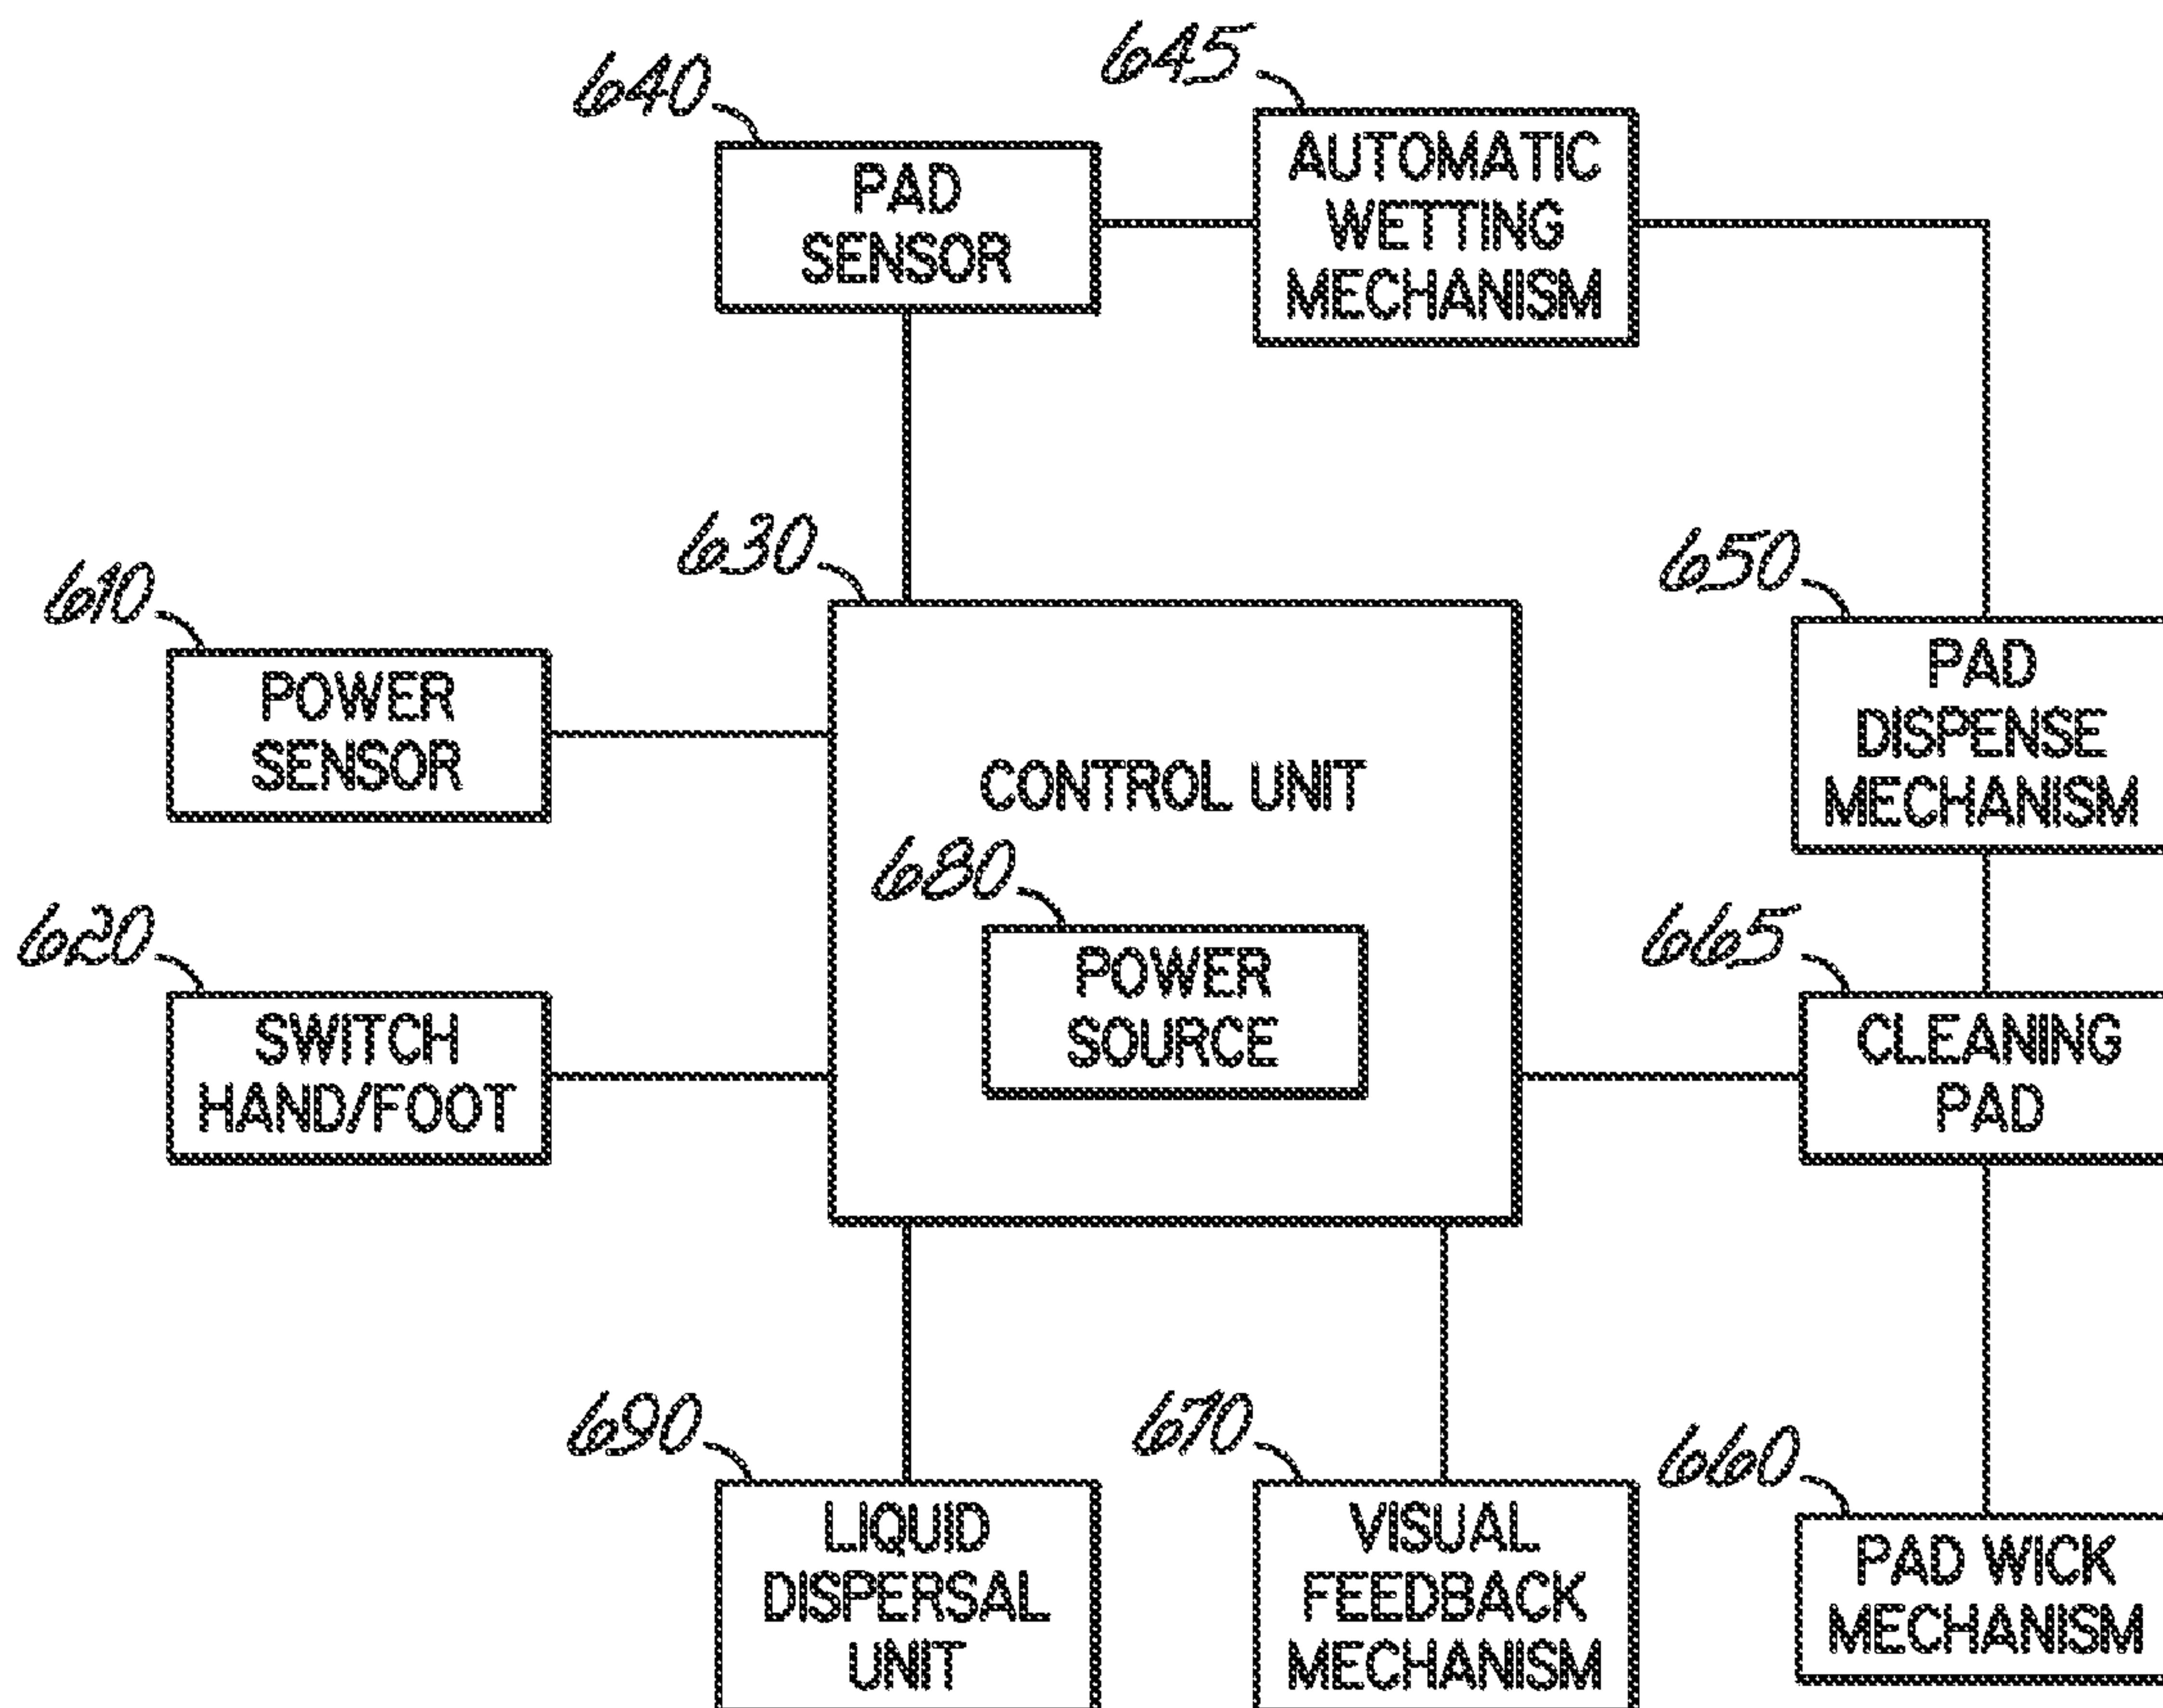 640
PAD
SENSOR
645
AUTOMATIC
WETTING
MECHANISM
610
POWER
SENSOR
630
CONTROL UNIT
680
POWER
SOURCE
650
PAD
DISPENSE
MECHANISM
620
SWITCH
HAND/FOOT
665
CLEANING
PAD
690
LIQUID
DISPERSAL
UNIT
670
VISUAL
FEEDBACK
MECHANISM
660
PAD WICK
MECHANISM